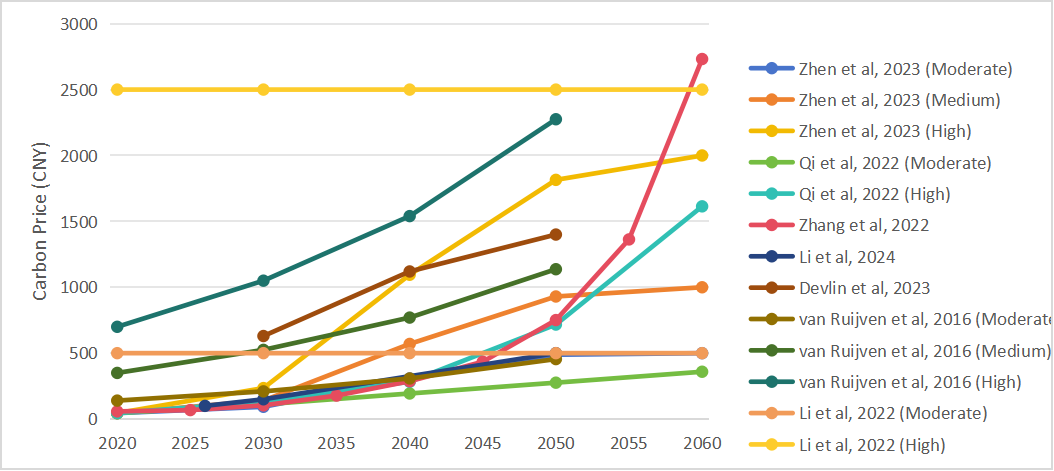 3000
2500
2000
1500
1000
500
0
Carbon Price (CNY)
2020 2025 2030 2035 2040 2045 2050 2055 2060
Zhen et al, 2023 (Moderate)
Zhen et al, 2023 (Medium)
Zhen et al, 2023 (High)
Qi et al, 2022 (Moderate)
Qi et al, 2022 (High)
Zhang et al, 2022
Li et al, 2024
Devlin et al, 2023
van Ruijven et al, 2016 (Moderate
van Ruijven et al, 2016 (Medium)
van Ruijven et al, 2016 (High)
Li et al, 2022 (Moderate)
Li et al, 2022 (High)